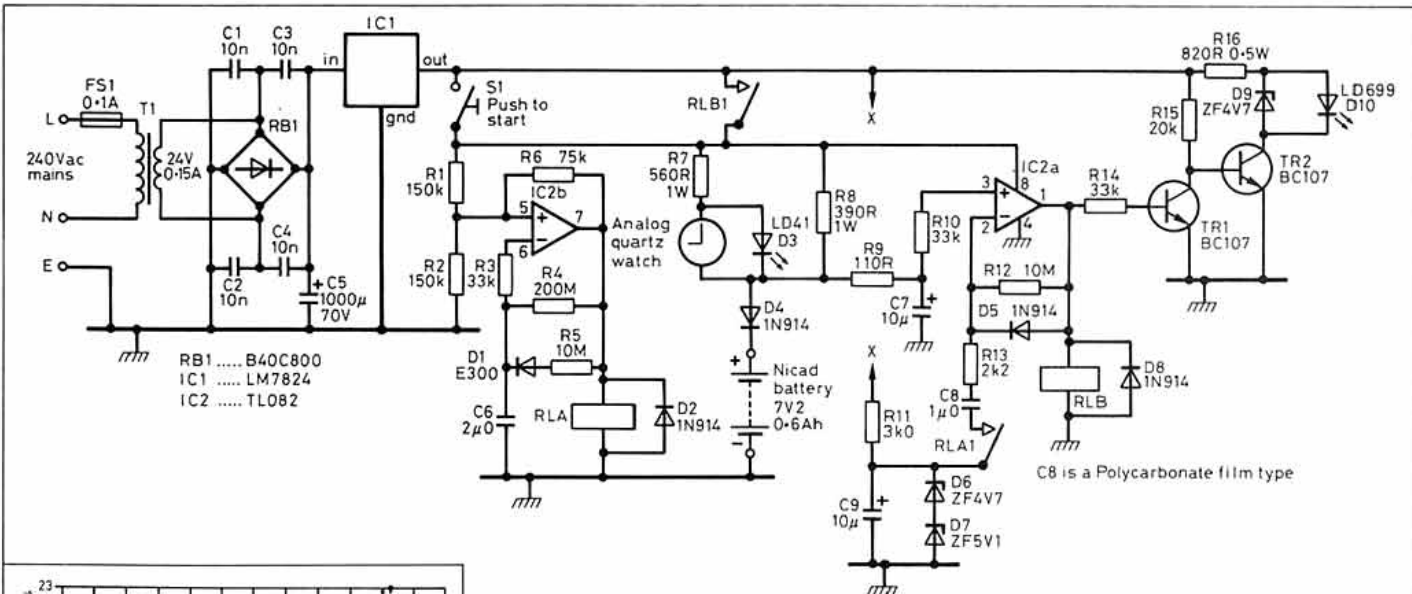 C1
10n
C3
10n
IC1
in
out
gnd
FS1
0·1A
T1
L
RB1
240Vac
mains
24V
0·15A
N
E
C4
10n
C2
10n
C5
1000µ
70V
+
RB1 ..... B40C800
IC1 ..... LM7824
IC2 ..... TL082
S1
Push to
start
R1
150k
R2
150k
R6 75k
IC2b
5
+
7
−
6
R3
33k
R4
200M
R5
10M
D1
E300
C6
2µ0
RLA
D2
1N914
RLB1
R7
560R
1W
Analog
quartz
watch
LD41
D3
R8
390R
1W
R9
110R
D4
1N914
+
Nicad
battery
7V2
0·6Ah
−
X
R10
33k
C7
10µ
+
IC2a
3
+
8
1
2
−
4
R14
33k
R12 10M
D5 1N914
R13
2k2
C8
1µ0
RLA1
RLB
D8
1N914
X
R11
3k0
C9
10µ
+
D6
ZF4V7
D7
ZF5V1
C8 is a Polycarbonate film type
R16
820R 0·5W
R15
20k
D9
ZF4V7
LD699
D10
TR2
BC107
TR1
BC107
23